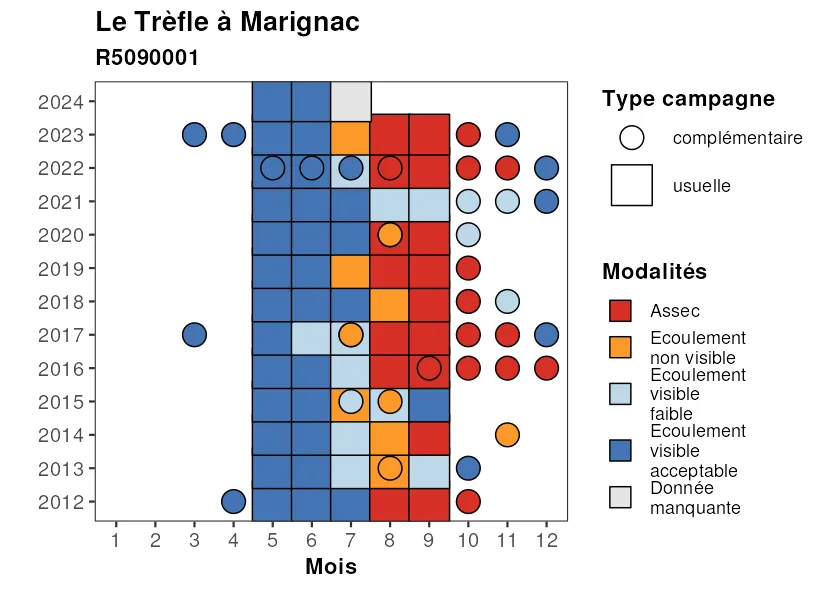 Le Trèfle à Marignac
R5090001
2024
2023
2022
2021
2020
2019
2018
2017
2016
2015
2014
2013
2012
1 2 3 4 5 6 7 8 9 10 11 12
Mois
Type campagne
complémentaire
usuelle
Modalités
Assec
Ecoulement
non visible
Ecoulement
visible
faible
Ecoulement
visible
acceptable
Donnée
manquante